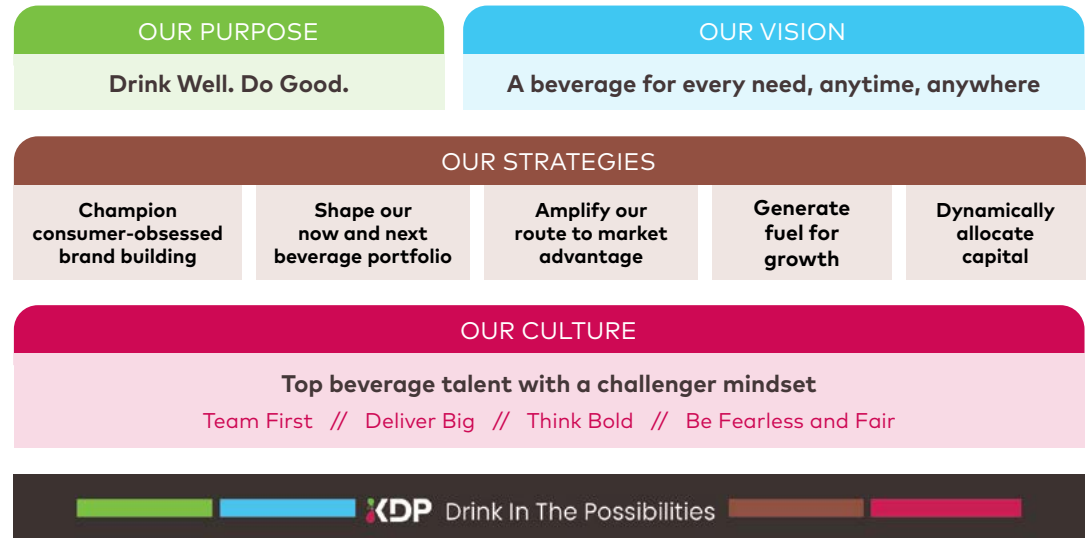 OUR PURPOSE
Drink Well. Do Good.
OUR VISION
A beverage for every need, anytime, anywhere
OUR STRATEGIES
Champion
consumer-obsessed
brand building
Shape our
now and next
beverage portfolio
Amplify our
route to market
advantage
Generate
fuel for
growth
Dynamically
allocate
capital
OUR CULTURE
Top beverage talent with a challenger mindset
Team First // Deliver Big // Think Bold // Be Fearless and Fair
KDP Drink In The Possibilities